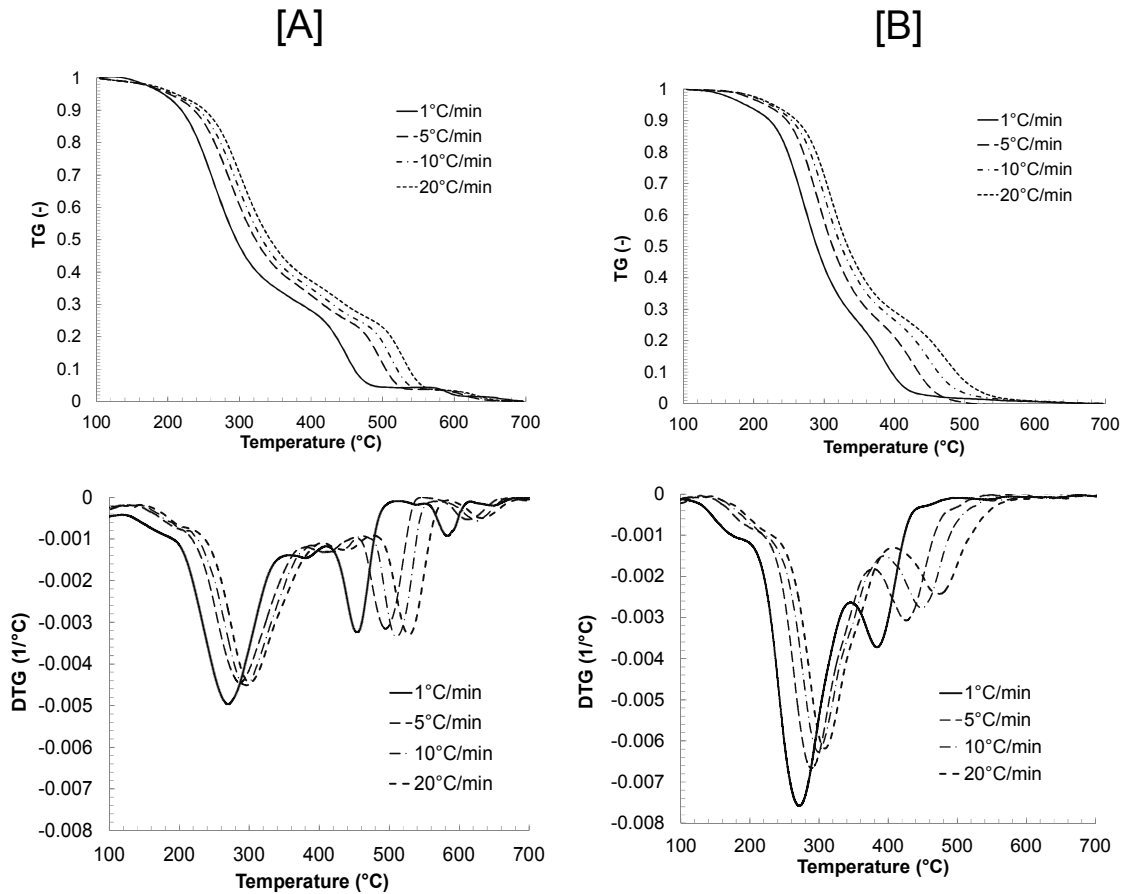 [A]
[B]
1
0.9
0.8
0.7
0.6
0.5
0.4
0.3
0.2
0.1
0
TG (-)
1°C/min
5°C/min
10°C/min
20°C/min
100 200 300 400 500 600 700
Temperature (°C)
1
0.9
0.8
0.7
0.6
0.5
0.4
0.3
0.2
0.1
0
TG (-)
1°C/min
5°C/min
10°C/min
20°C/min
100 200 300 400 500 600 700
Temperature (°C)
0
-0.001
-0.002
-0.003
-0.004
-0.005
-0.006
-0.007
-0.008
DTG (1/°C)
1°C/min
5°C/min
10°C/min
20°C/min
100 200 300 400 500 600 700
Temperature (°C)
0
-0.001
-0.002
-0.003
-0.004
-0.005
-0.006
-0.007
-0.008
DTG (1/°C)
1°C/min
5°C/min
10°C/min
20°C/min
100 200 300 400 500 600 700
Temperature (°C)